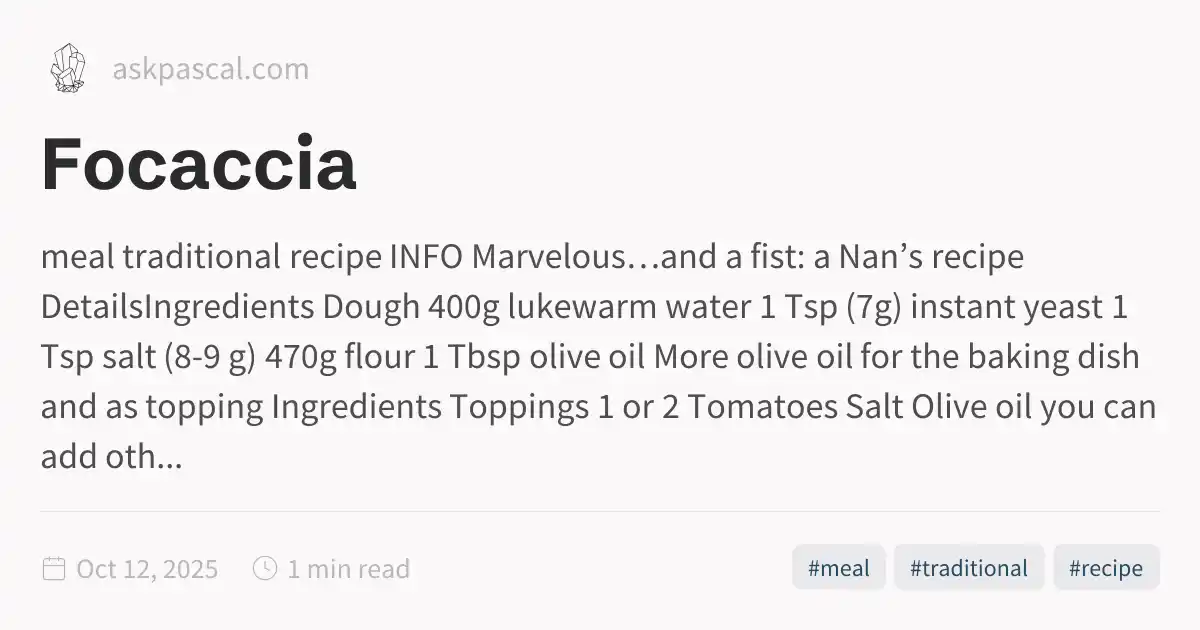 askpascal.com
Focaccia
meal traditional recipe INFO Marvelous…and a fist: a Nan’s recipe
DetailsIngredients Dough 400g lukewarm water 1 Tsp (7g) instant yeast 1
Tsp salt (8-9 g) 470g flour 1 Tbsp olive oil More olive oil for the baking dish
and as topping Ingredients Toppings 1 or 2 Tomatoes Salt Olive oil you can
add oth...
Oct 12, 2025 1 min read #meal #traditional #recipe